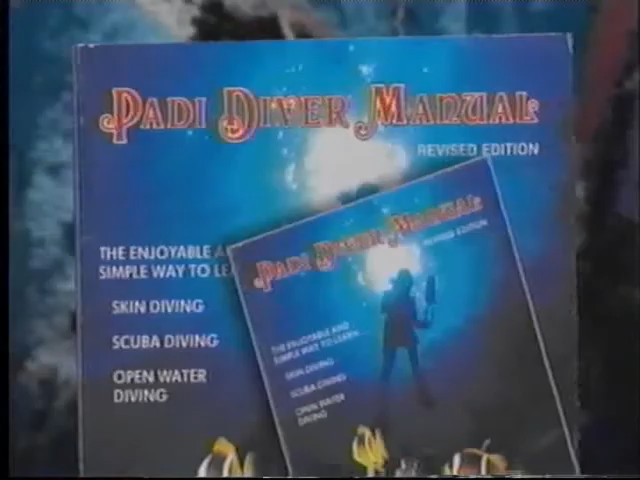 PADI DIVER MANUAL
REVISED EDITION
THE ENJOYABLE A
SIMPLE WAY TO LE
SKIN DIVING
SCUBA DIVING
OPEN WATER
DIVING
PADI DIVER MANUAL
REVISED EDITION
THE ENJOYABLE AND
SIMPLE WAY TO LEARN...
SKIN DIVING
SCUBA DIVING
OPEN WATER
DIVING